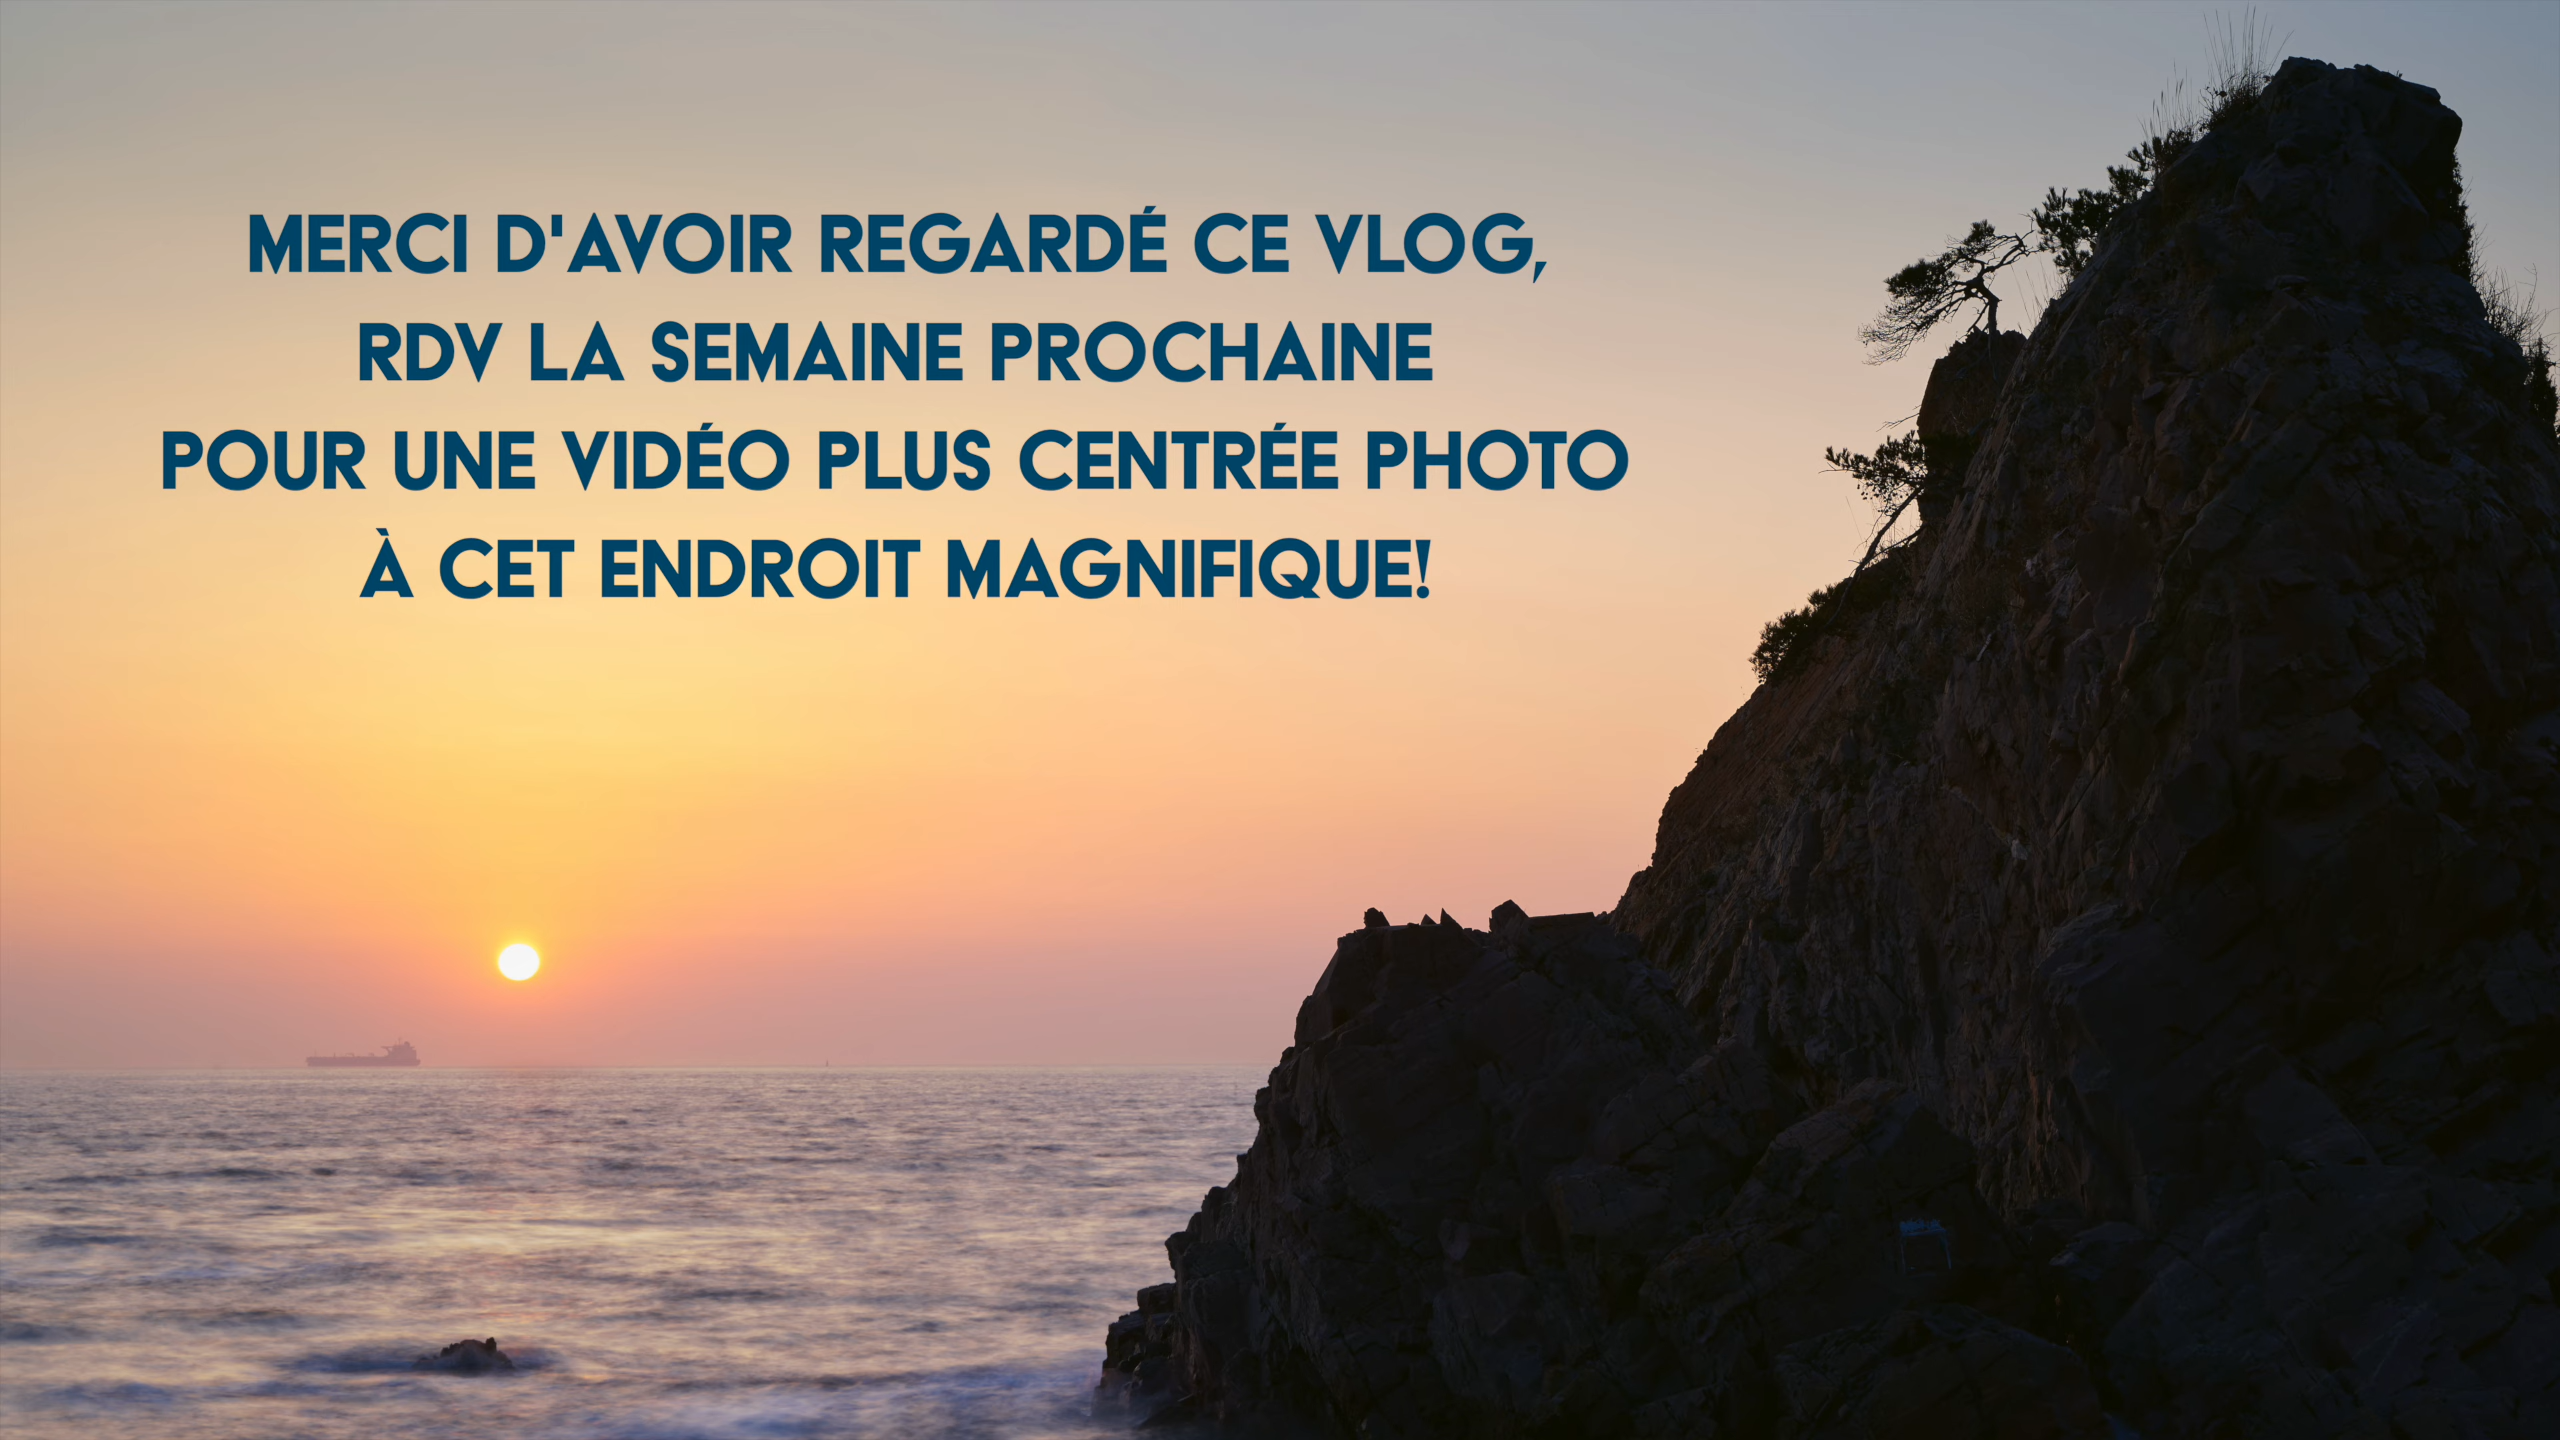 MERCI D'AVOIR REGARDÉ CE VLOG,
RDV LA SEMAINE PROCHAINE
POUR UNE VIDÉO PLUS CENTRÉE PHOTO
À CET ENDROIT MAGNIFIQUE!